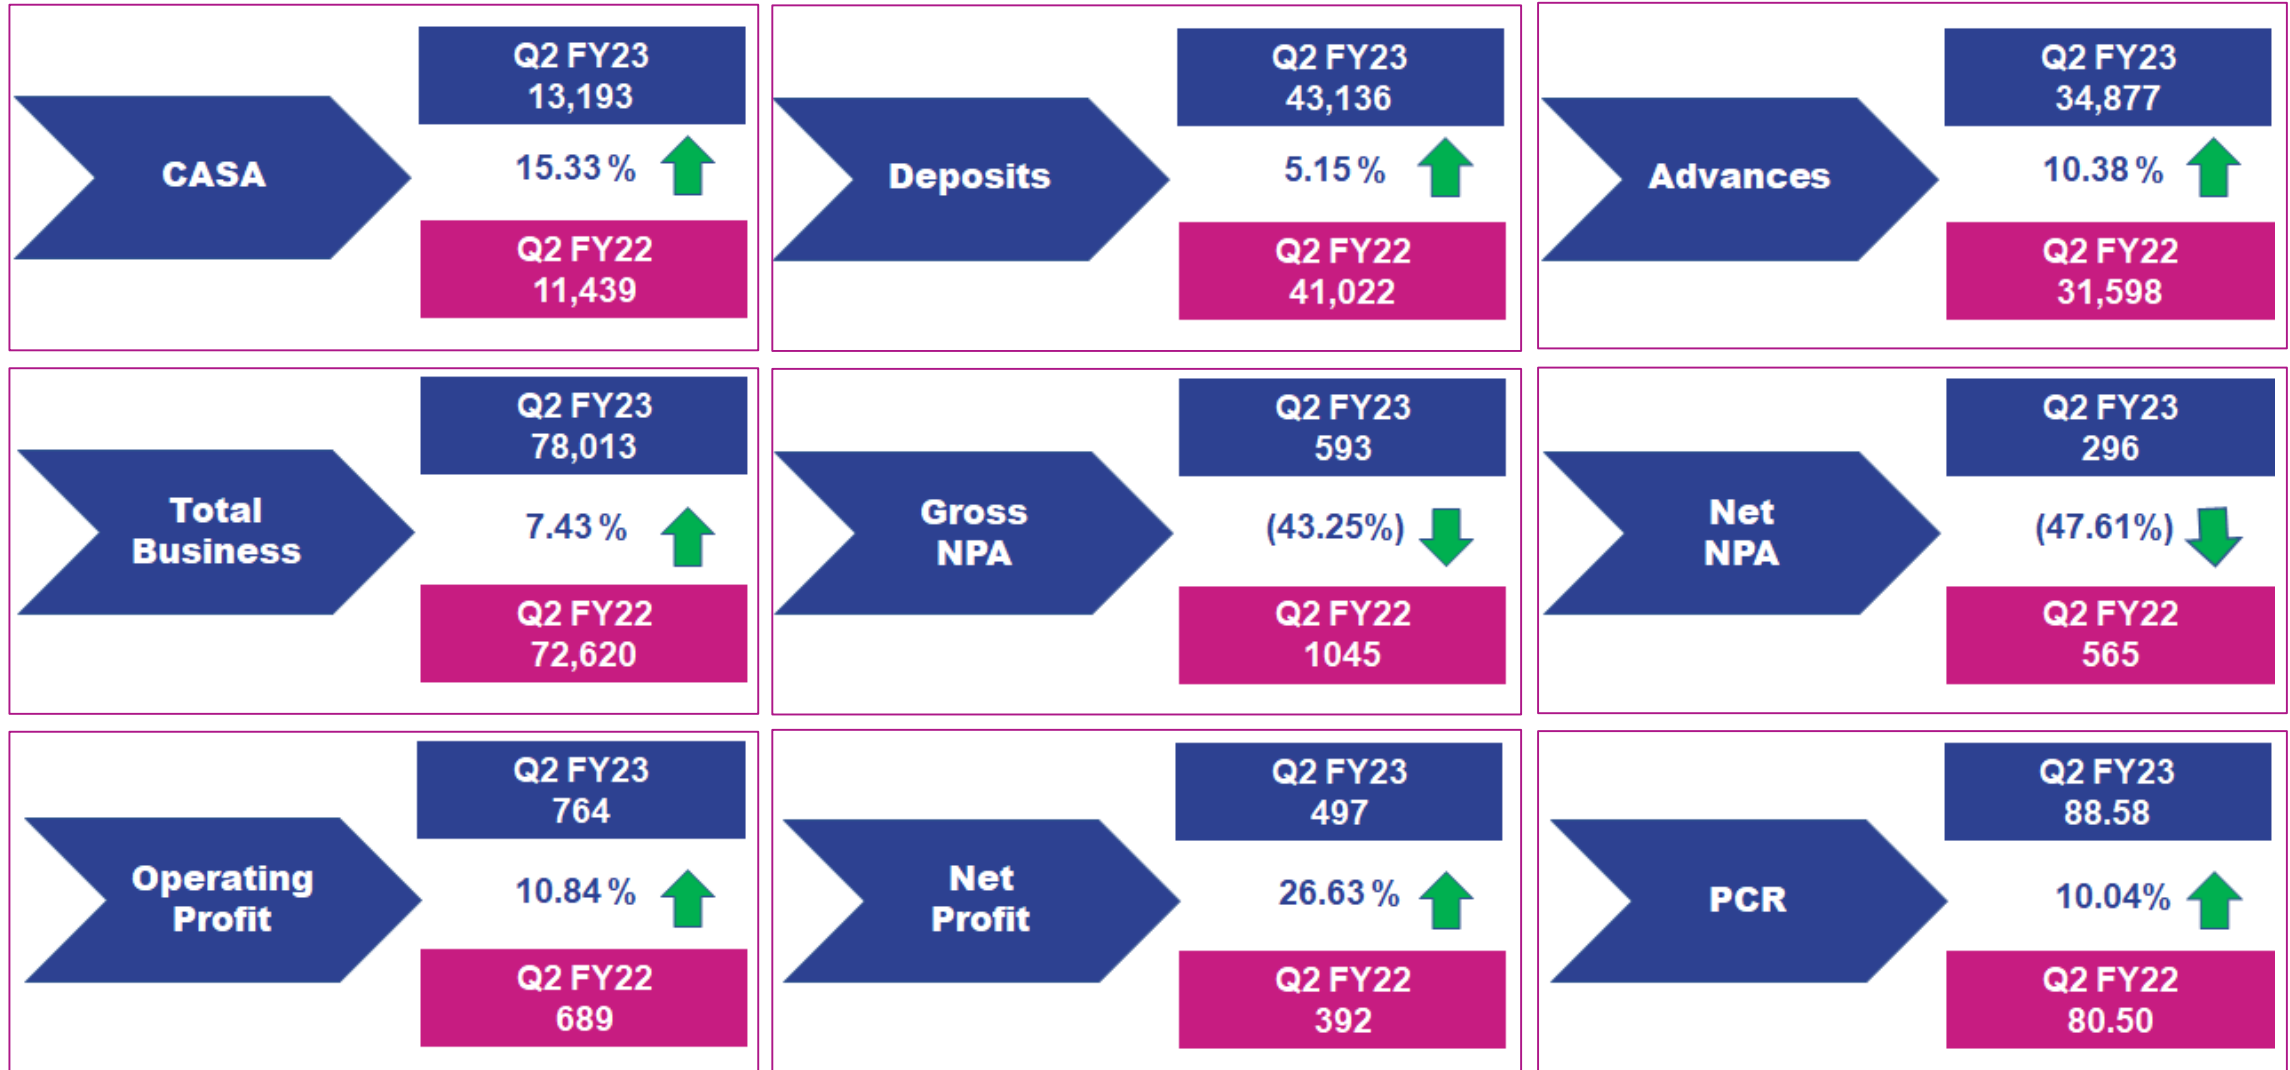 CASA
Q2 FY23
13,193
15.33 %
Q2 FY22
11,439
Deposits
Q2 FY23
43,136
5.15 %
Q2 FY22
41,022
Advances
Q2 FY23
34,877
10.38 %
Q2 FY22
31,598
Total
Business
Q2 FY23
78,013
7.43 %
Q2 FY22
72,620
Gross
NPA
Q2 FY23
593
(43.25%)
Q2 FY22
1045
Net
NPA
Q2 FY23
296
(47.61%)
Q2 FY22
565
Operating
Profit
Q2 FY23
764
10.84 %
Q2 FY22
689
Net
Profit
Q2 FY23
497
26.63 %
Q2 FY22
392
PCR
Q2 FY23
88.58
10.04%
Q2 FY22
80.50